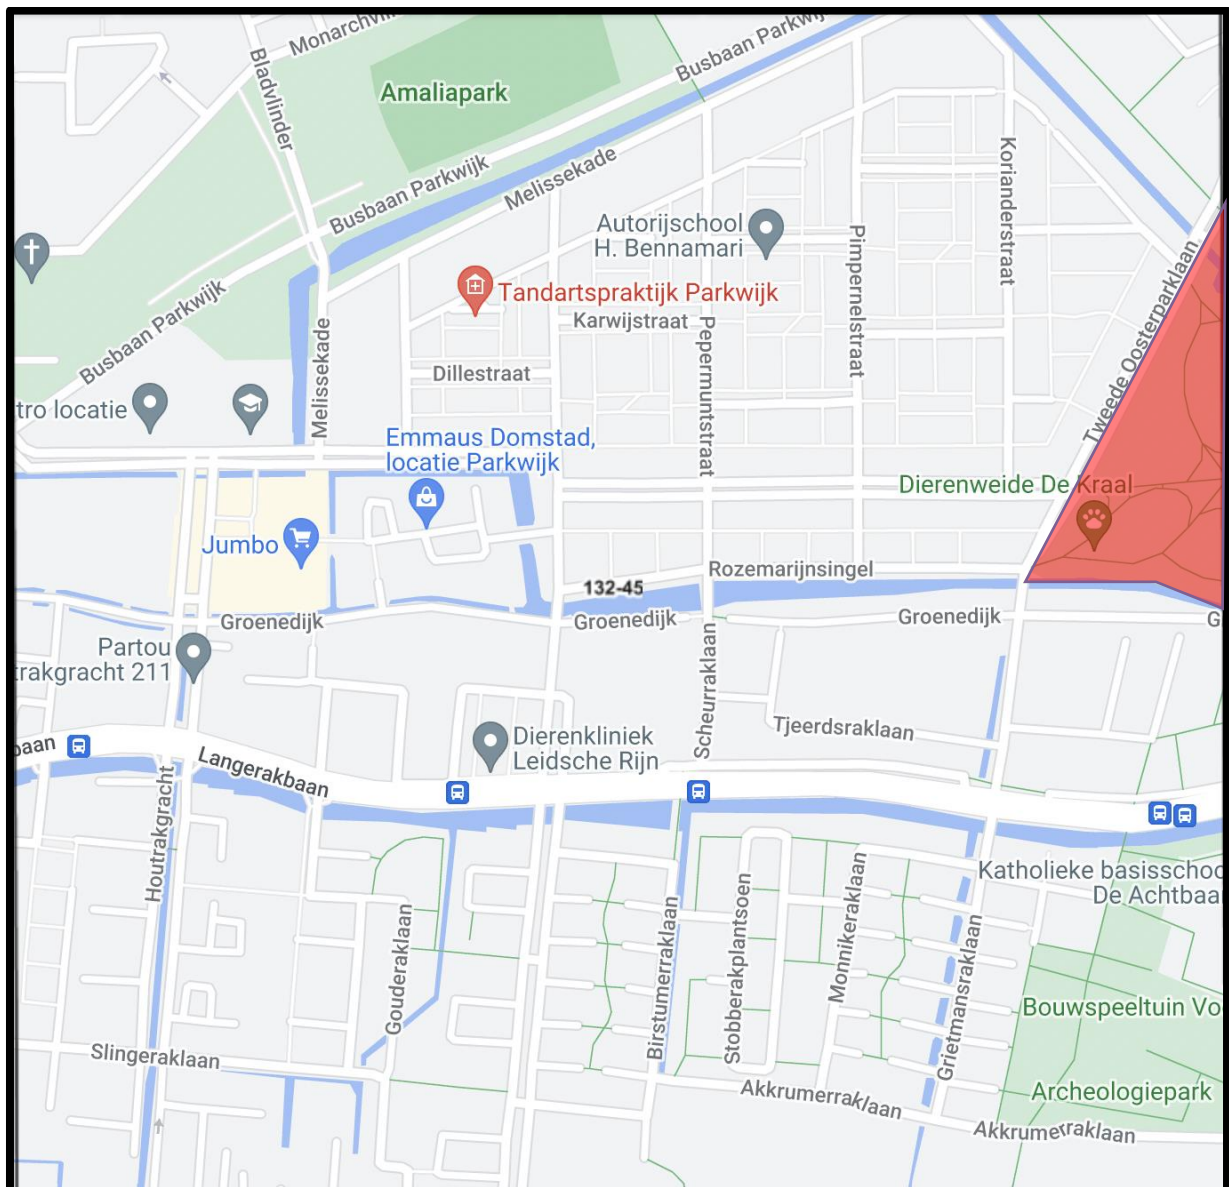 Monarchvli
Busbaan Parkwij
Bladvlinder
Amaliapark
Korianderstraat
Busbaan Parkwijk
Melissekade
Autorijschool
H. Bennamari
Pimpernelstraat
Tweede Oosterparklaan
Busbaan Parkwijk
Tandartspraktijk Parkwijk
Karwijstraat
Pepermuntstraat
Melissekade
Dillestraat
tro locatie
Emmaus Domstad,
locatie Parkwijk
Dierenweide De Kraal
Jumbo
Rozemarijnsingel
132-45
Groenedijk
Groenedijk
Groenedijk
G
Partou
trakgracht 211
Scheurraklaan
Tjeerdsraklaan
baan
Langerakbaan
Dierenkliniek
Leidsche Rijn
Houtrakgracht
Katholieke basisschoo
De Achtbaa
Gouderaklaan
Birstumerraklaan
Stobberakplantsoen
Monnikeraklaan
Grietmansraklaan
Bouwspeeltuin Vo
Slingeraklaan
Akkrumerraklaan
Archeologiepark
Akkrumerraklaan